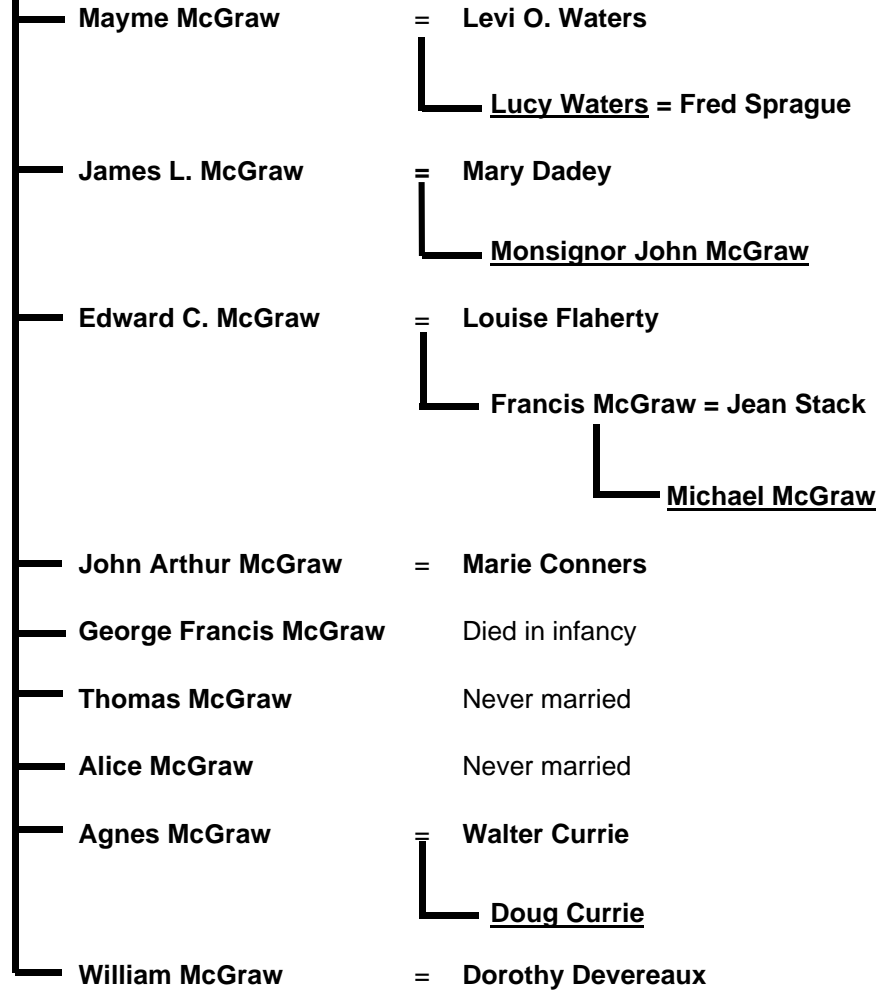 Mayme McGraw = Levi O. Waters
Lucy Waters = Fred Sprague
James L. McGraw = Mary Dadey
Monsignor John McGraw
Edward C. McGraw = Louise Flaherty
Francis McGraw = Jean Stack
Michael McGraw
John Arthur McGraw = Marie Conners
George Francis McGraw Died in infancy
Thomas McGraw Never married
Alice McGraw Never married
Agnes McGraw = Walter Currie
Doug Currie
William McGraw = Dorothy Devereaux